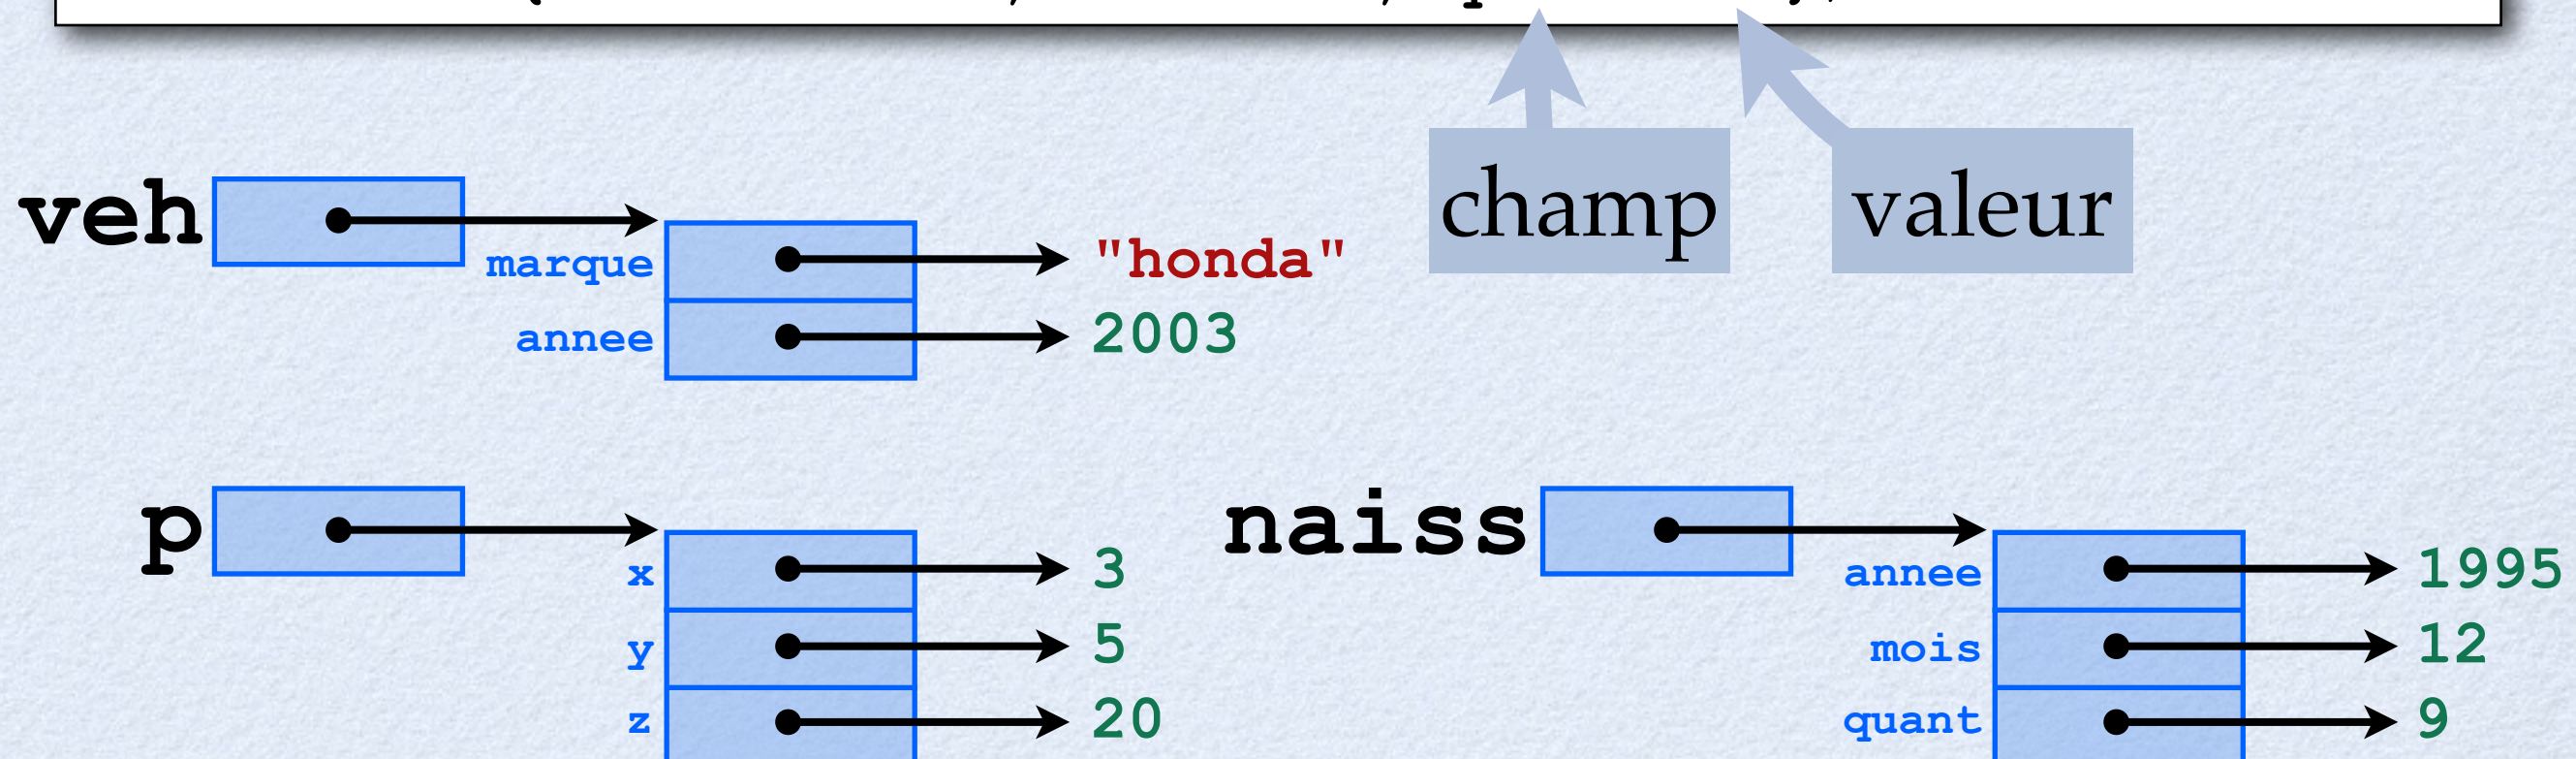 champ
valeur
veh
marque
"honda"
annee
2003
p
x
3
y
5
z
20
naiss
annee
1995
mois
12
quant
9